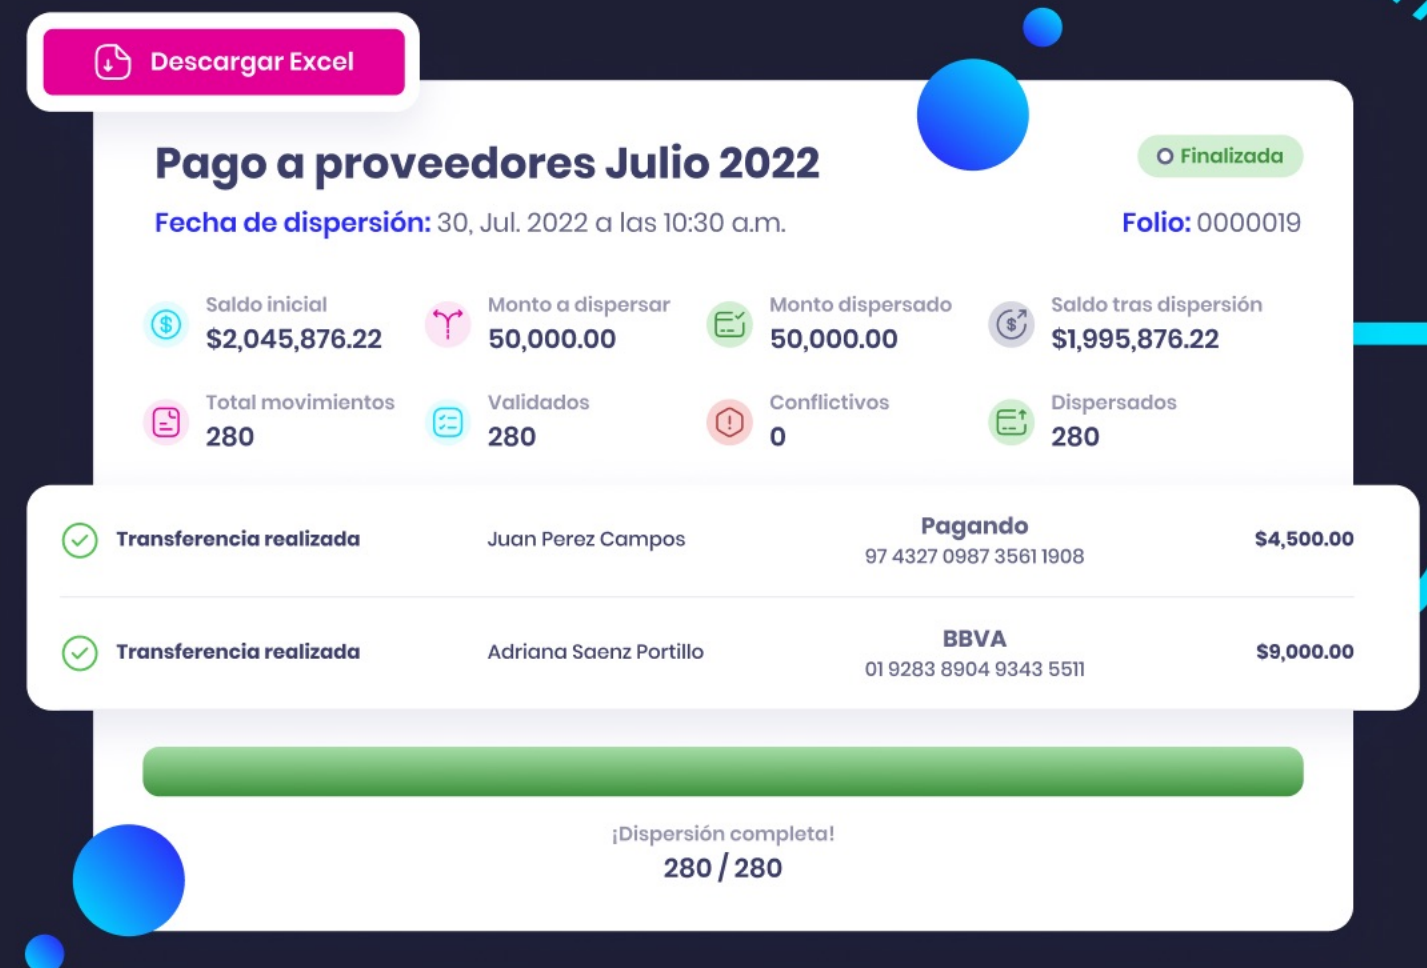 Descargar Excel
Pago a proveedores Julio 2022
Finalizada
Fecha de dispersión: 30, Jul. 2022 a las 10:30 a.m.
Folio: 0000019
Saldo inicial
$2,045,876.22
Monto a dispersar
50,000.00
Monto dispersado
50,000.00
Saldo tras dispersión
$1,995,876.22
Total movimientos
280
Validados
280
Conflictivos
0
Dispersados
280
Transferencia realizada
Juan Perez Campos
Pagando
97 4327 0987 3561 1908
$4,500.00
Transferencia realizada
Adriana Saenz Portillo
BBVA
01 9283 8904 9343 5511
$9,000.00
¡Dispersión completa!
280 / 280